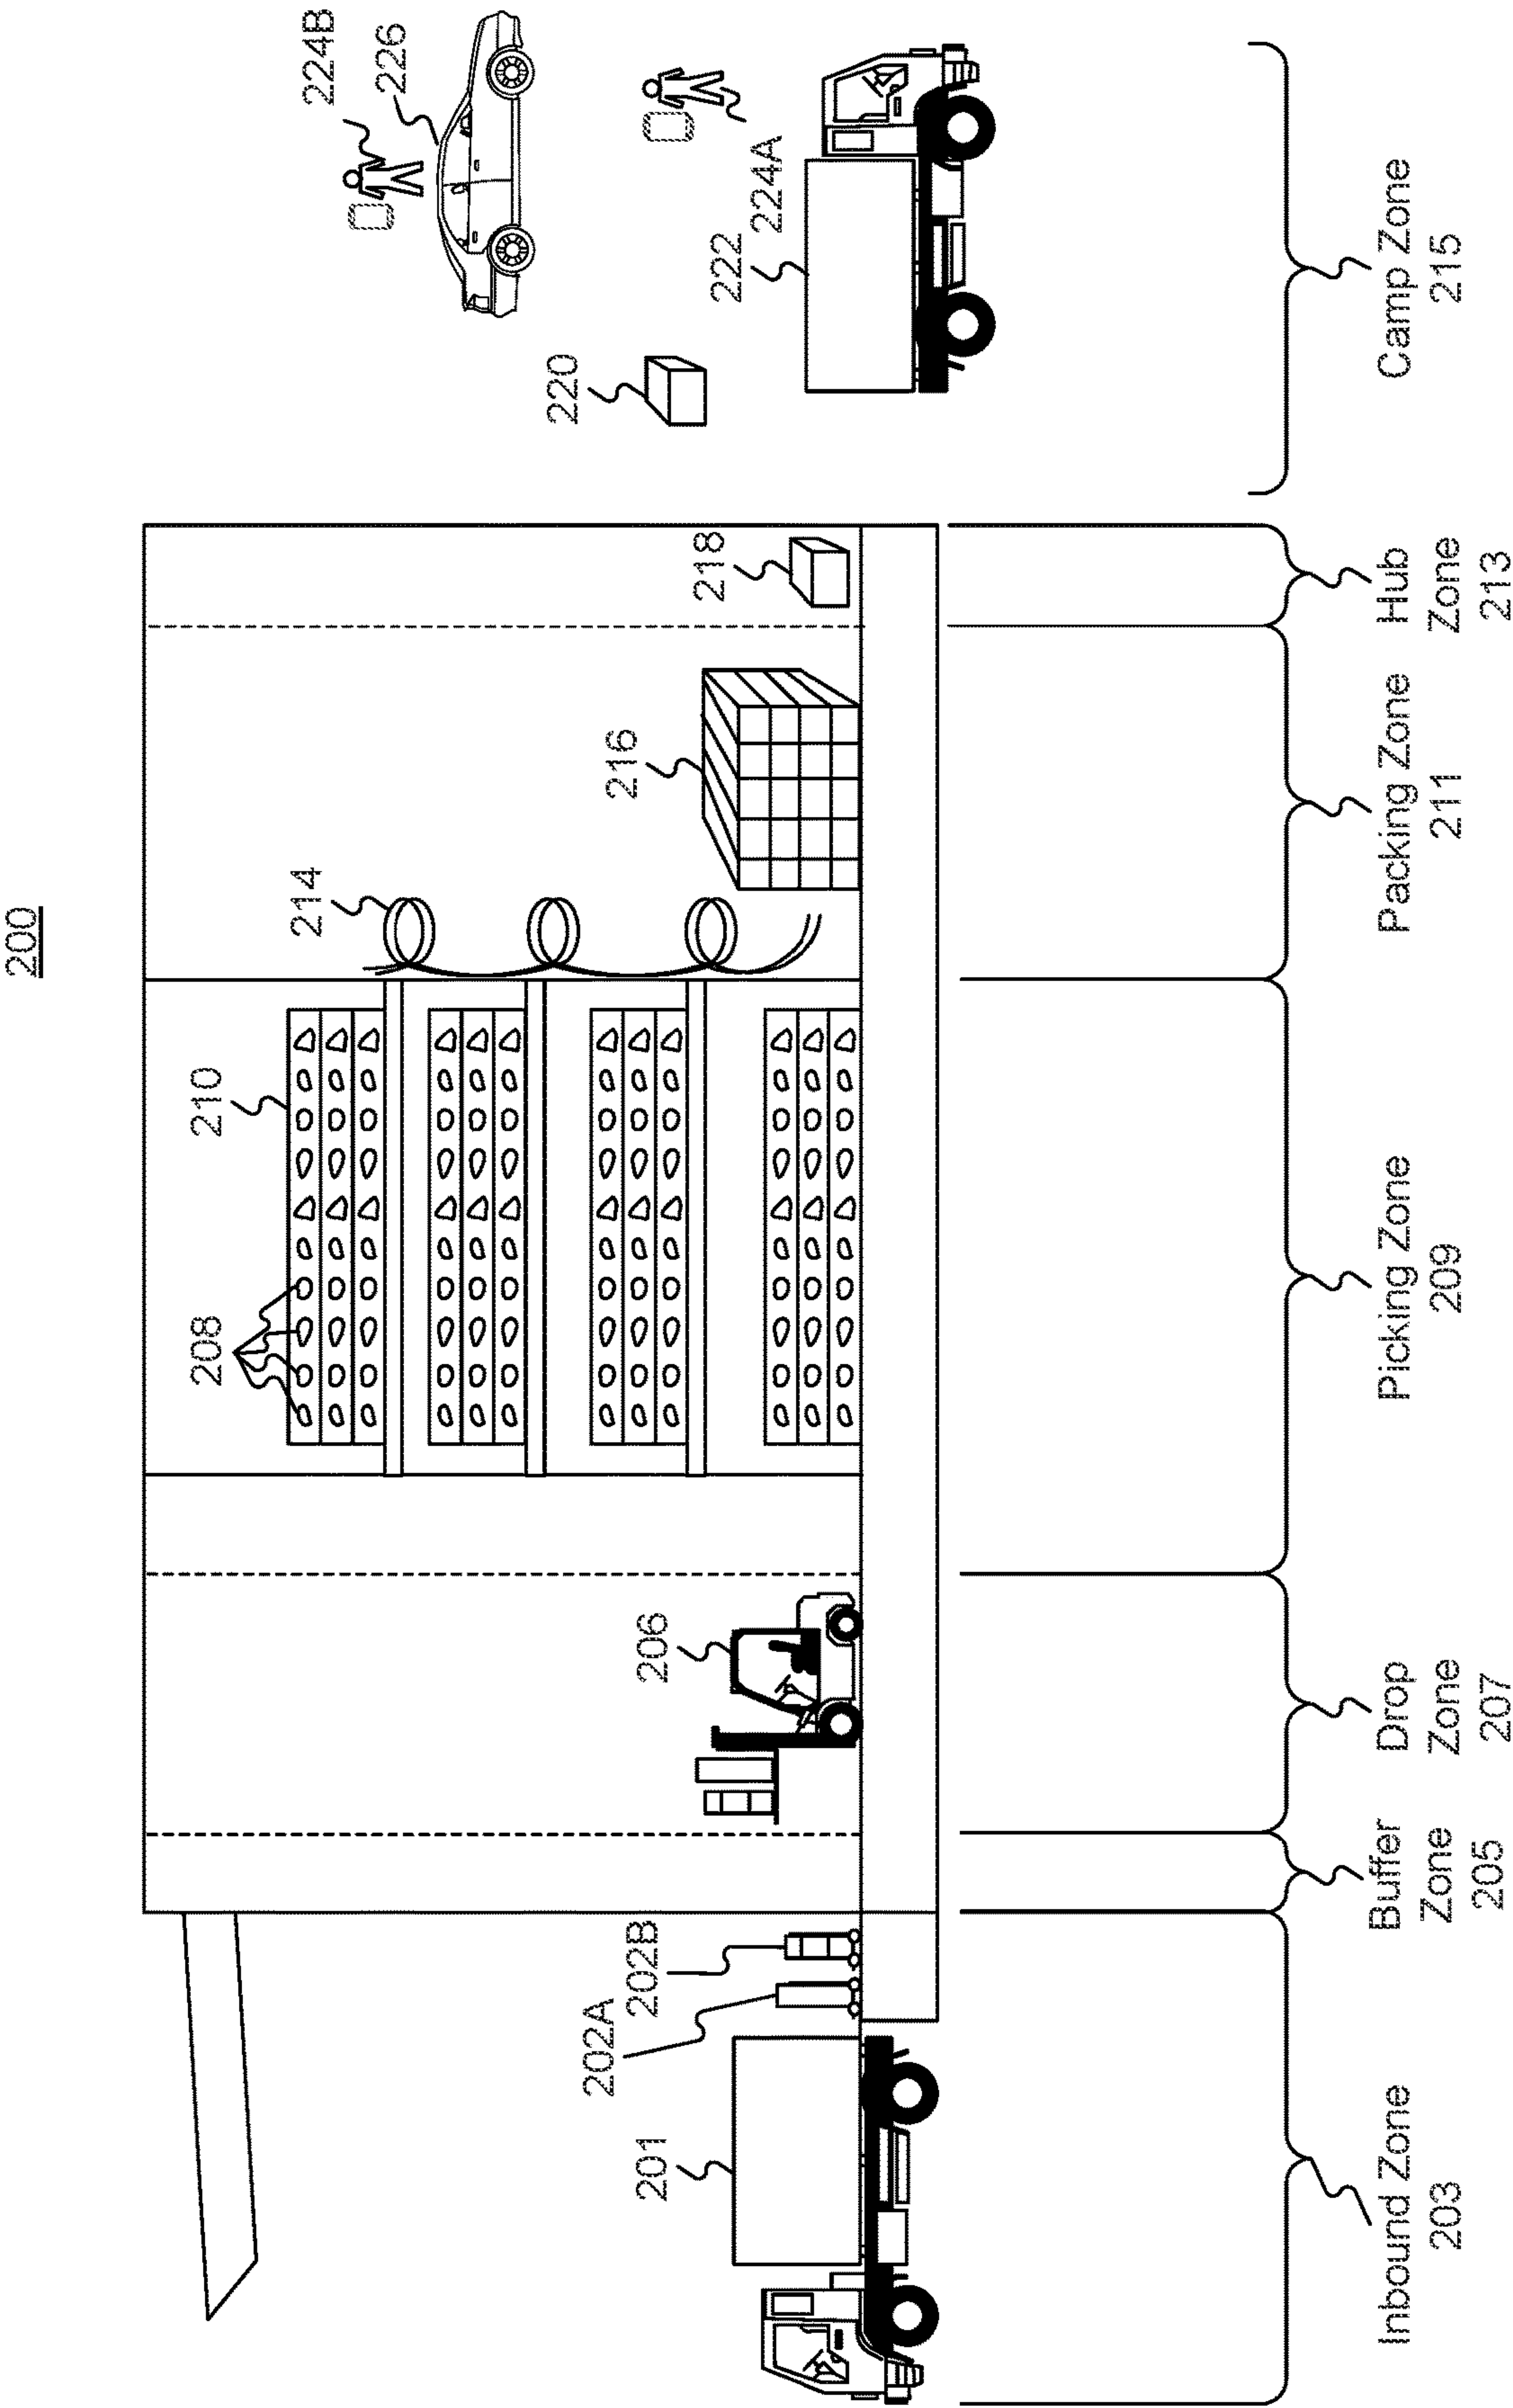 200
224B
226
224A
222
220
218
216
214
210
208
206
202B
202A
201
Inbound Zone
203
Buffer
Zone
205
Drop
Zone
207
Picking Zone
209
Packing Zone
211
Hub
Zone
213
Camp Zone
215